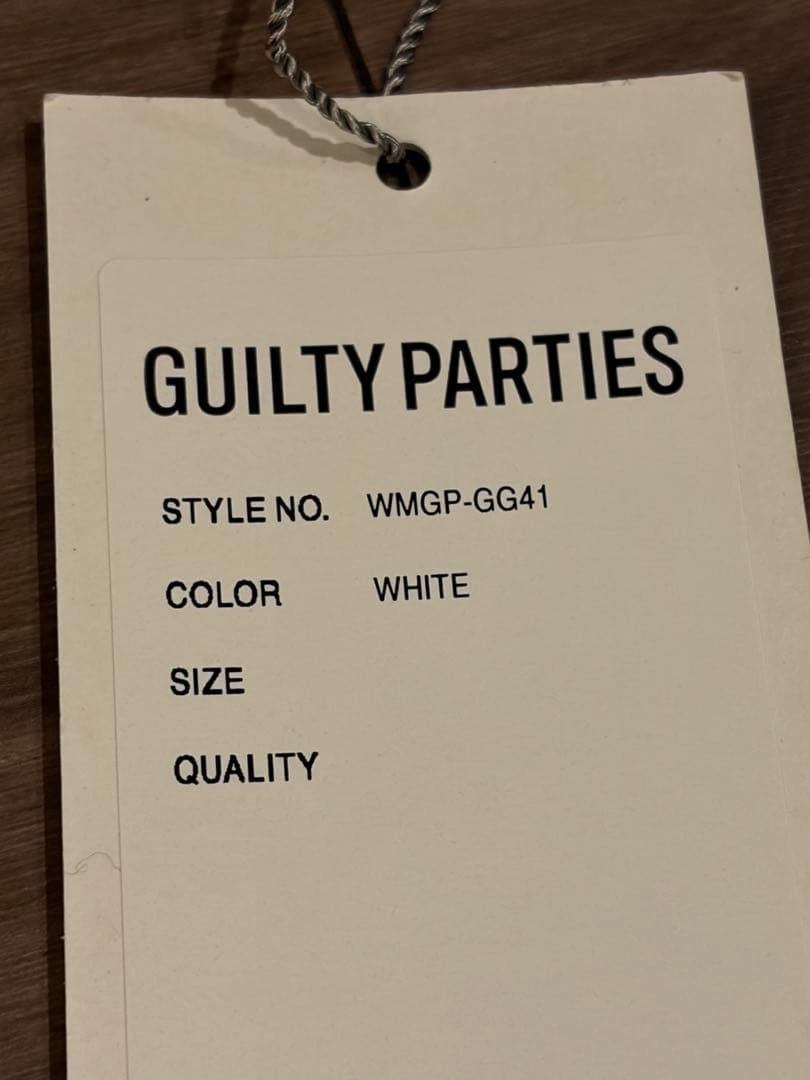 GUILTY PARTIES
STYLE NO. WMGP-GG41
COLOR WHITE
SIZE
QUALITY